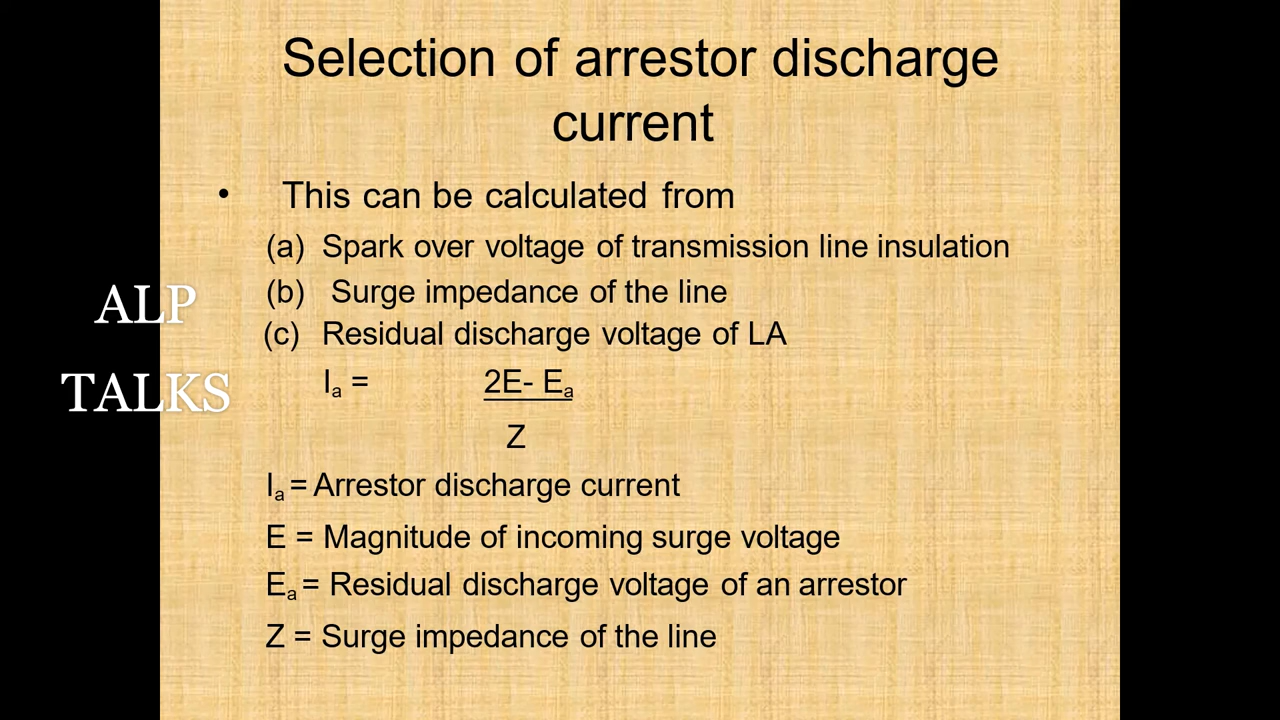 Selection of arrestor discharge
current
• This can be calculated from
(a) Spark over voltage of transmission line insulation
(b) Surge impedance of the line
(c) Residual discharge voltage of LA
Ia = 2E- Ea
Z
Ia = Arrestor discharge current
E = Magnitude of incoming surge voltage
Ea = Residual discharge voltage of an arrestor
Z = Surge impedance of the line
ALP
TALKS